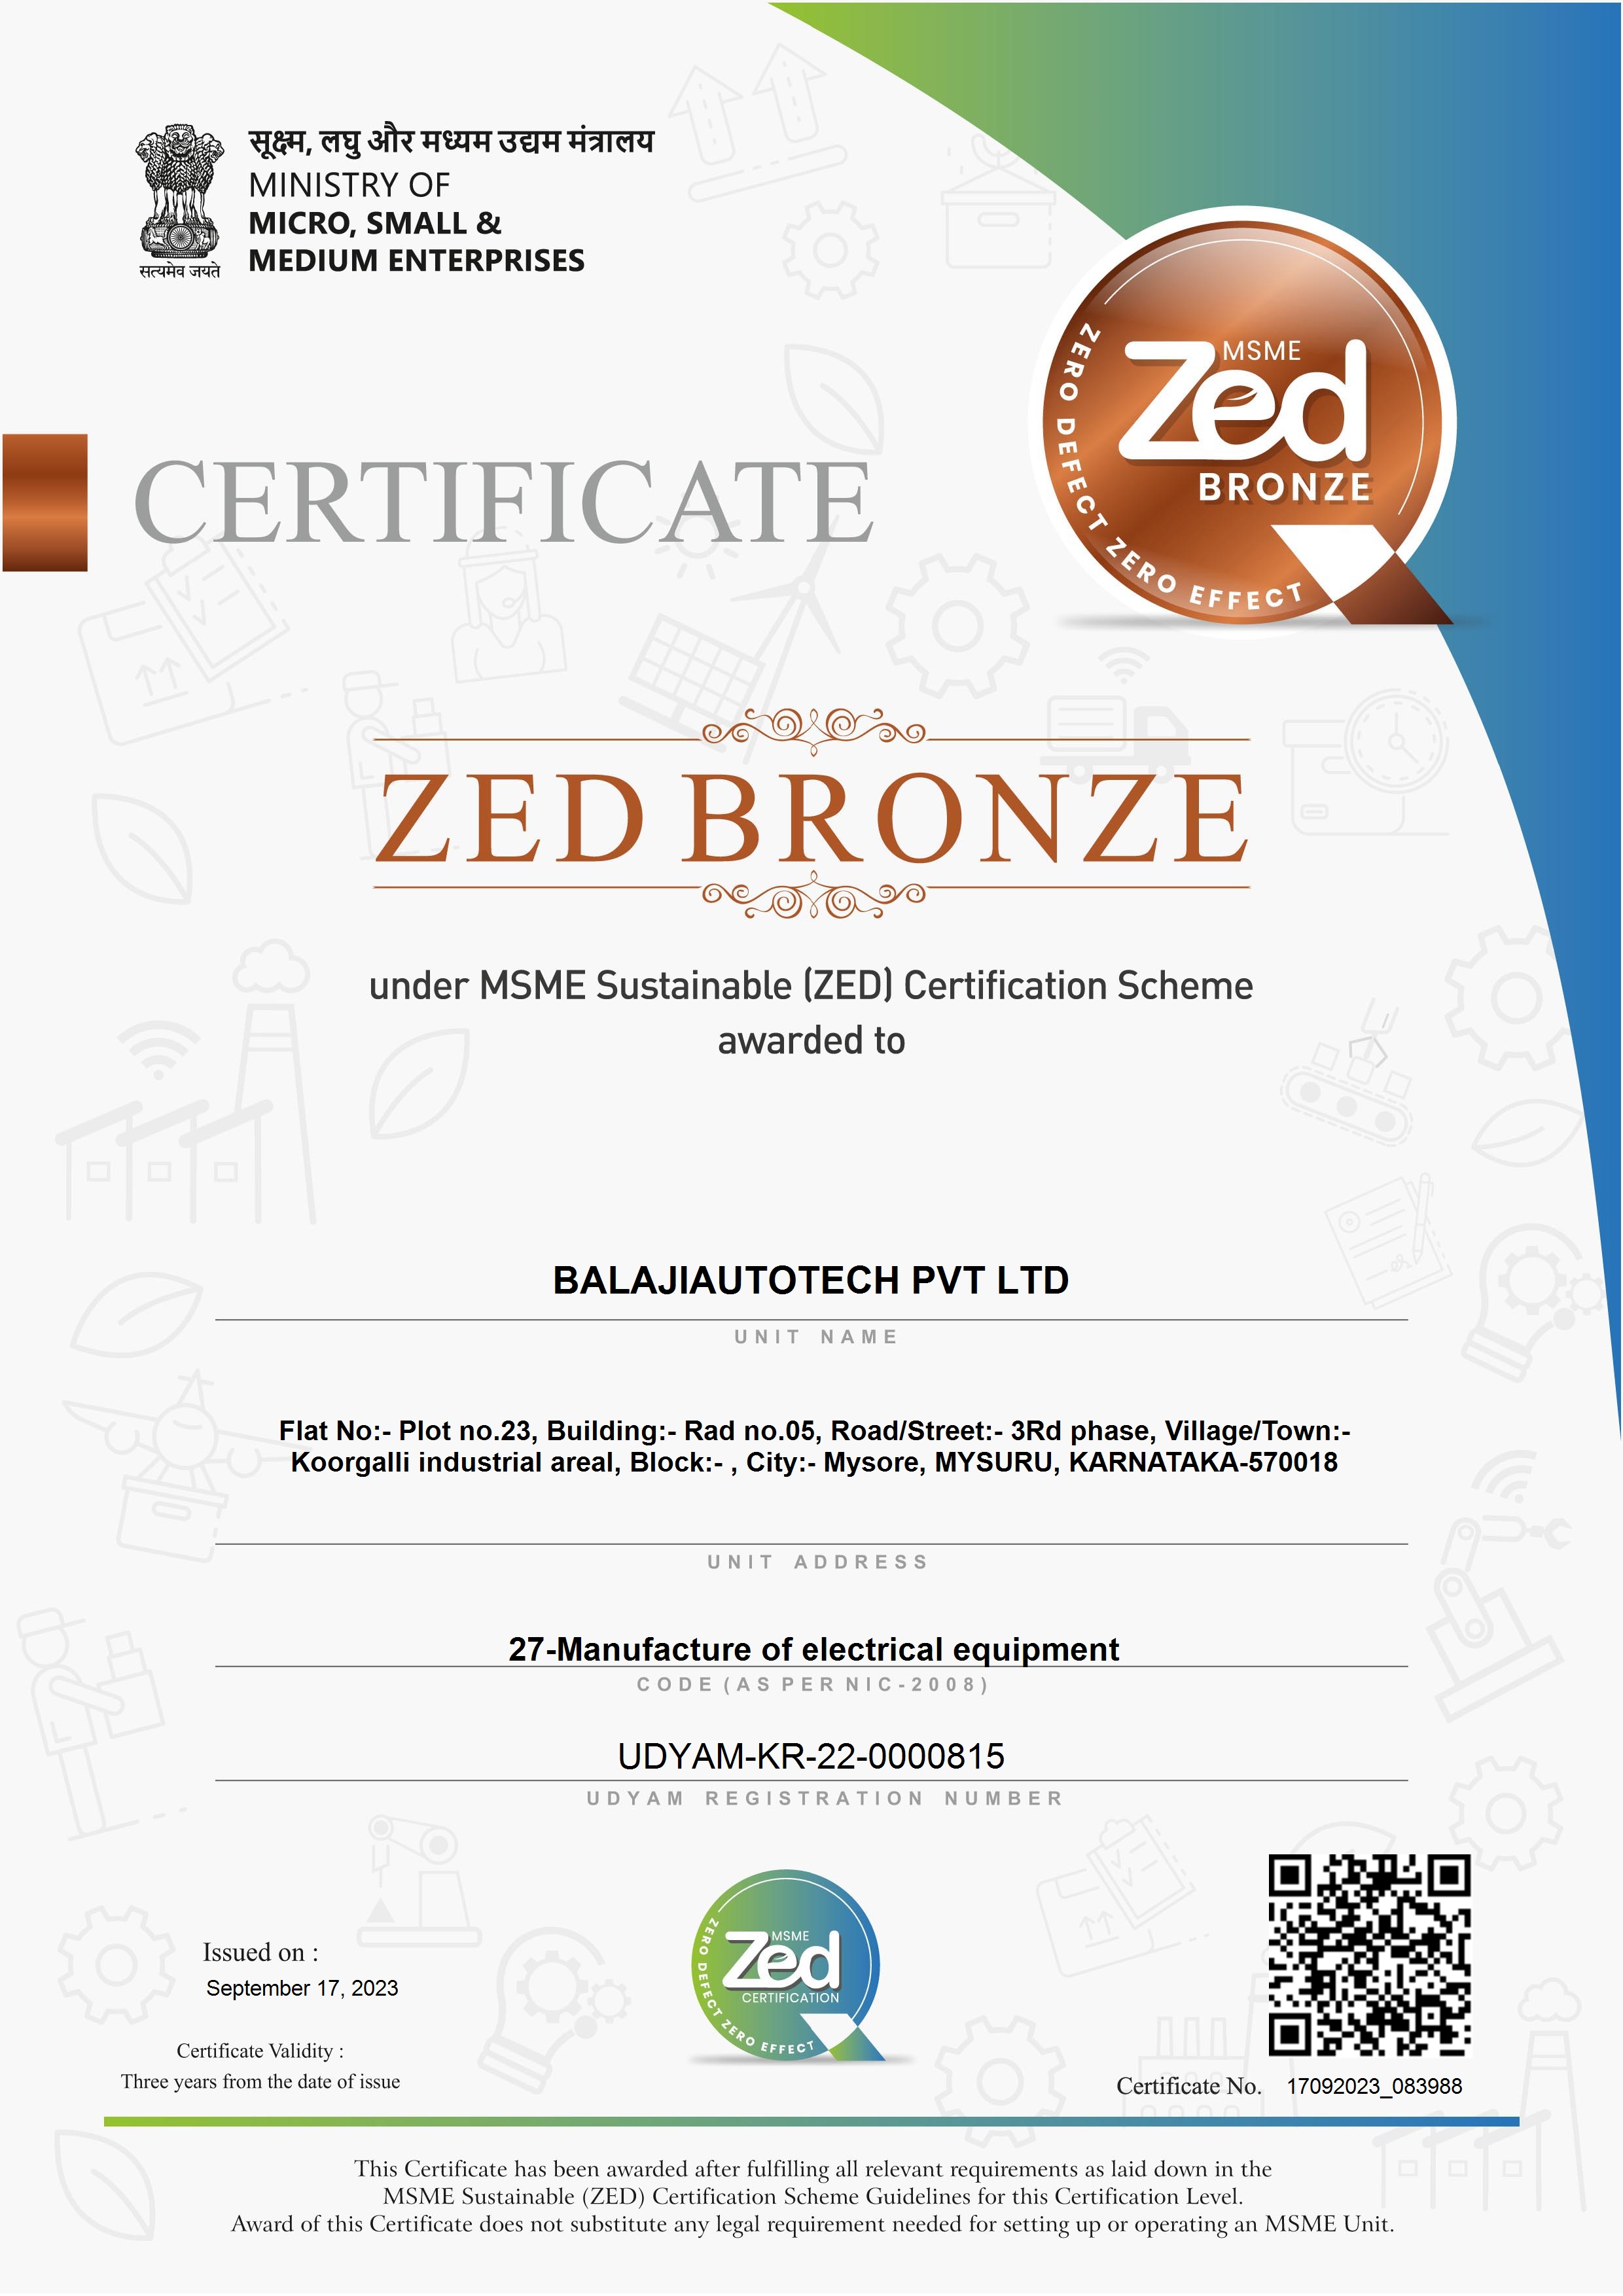 सूक्ष्म, लघु और मध्यम उद्यम मंत्रालय
MINISTRY OF
MICRO, SMALL &
MEDIUM ENTERPRISES
सत्यमेव जयते
MSME
Zed
BRONZE
ZERO DEFECT ZERO EFFECT
CERTIFICATE
ZED BRONZE
under MSME Sustainable (ZED) Certification Scheme
awarded to
BALAJIAUTOTECH PVT LTD
UNIT NAME
Flat No:- Plot no.23, Building:- Rad no.05, Road/Street:- 3Rd phase, Village/Town:-
Koorgalli industrial areal, Block:- , City:- Mysore, MYSURU, KARNATAKA-570018
UNIT ADDRESS
27-Manufacture of electrical equipment
CODE (AS PER NIC-2008)
UDYAM-KR-22-0000815
UDYAM REGISTRATION NUMBER
Issued on :
September 17, 2023
Certificate Validity :
Three years from the date of issue
MSME
Zed
CERTIFICATION
ZERO DEFECT ZERO EFFECT
Certificate No. 17092023_083988
This Certificate has been awarded after fulfilling all relevant requirements as laid down in the
MSME Sustainable (ZED) Certification Scheme Guidelines for this Certification Level.
Award of this Certificate does not substitute any legal requirement needed for setting up or operating an MSME Unit.